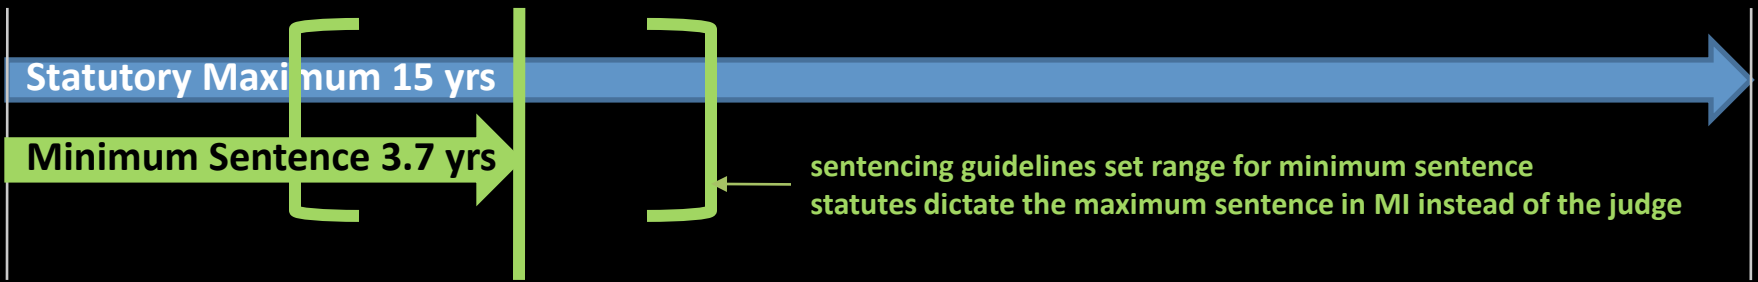 Statutory Maximum 15 yrs
Minimum Sentence 3.7 yrs
sentencing guidelines set range for minimum sentence
statutes dictate the maximum sentence in MI instead of the judge